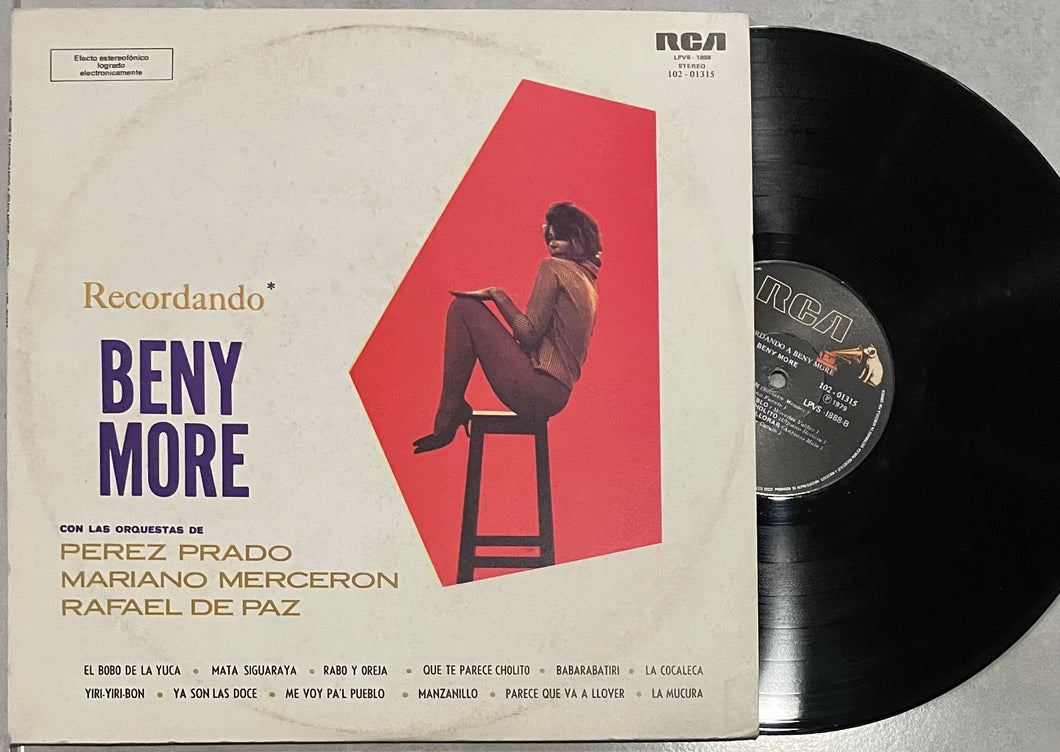 Efecto estereofónico
logrado
electronicamente
RCA
LPVS - 1888
STEREO
102 - 01315
Recordando*
BENY
MORE
CON LAS ORQUESTAS DE
PEREZ PRADO
MARIANO MERCERON
RAFAEL DE PAZ
EL BOBO DE LA YUCA • MATA SIGUARAYA • RABO Y OREJA • QUE TE PARECE CHOLITO • BABARABATIRI • LA COCALECA
YIRI-YIRI-BON • YA SON LAS DOCE • ME VOY PA'L PUEBLO • MANZANILLO • PARECE QUE VA A LLOVER • LA MUCURA
RCA
RDANDO A BENY MORE
BENY MORE
102-01315
℗ 1979
LPVS-1888-B